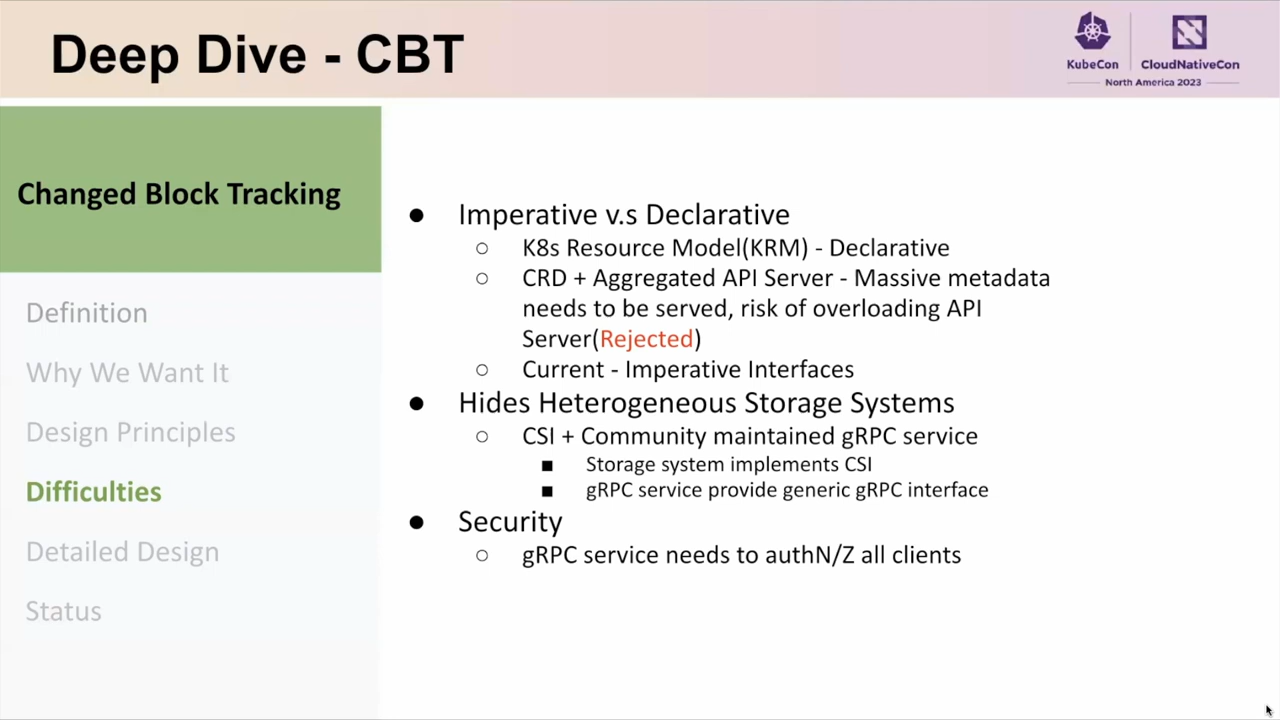 Deep Dive - CBT
KubeCon
CloudNativeCon
North America 2023
Changed Block Tracking
Definition
Why We Want It
Design Principles
Difficulties
Detailed Design
Status
● Imperative v.s Declarative
○ K8s Resource Model(KRM) - Declarative
○ CRD + Aggregated API Server - Massive metadata
needs to be served, risk of overloading API
Server(Rejected)
○ Current - Imperative Interfaces
● Hides Heterogeneous Storage Systems
○ CSI + Community maintained gRPC service
■ Storage system implements CSI
■ gRPC service provide generic gRPC interface
● Security
○ gRPC service needs to authN/Z all clients